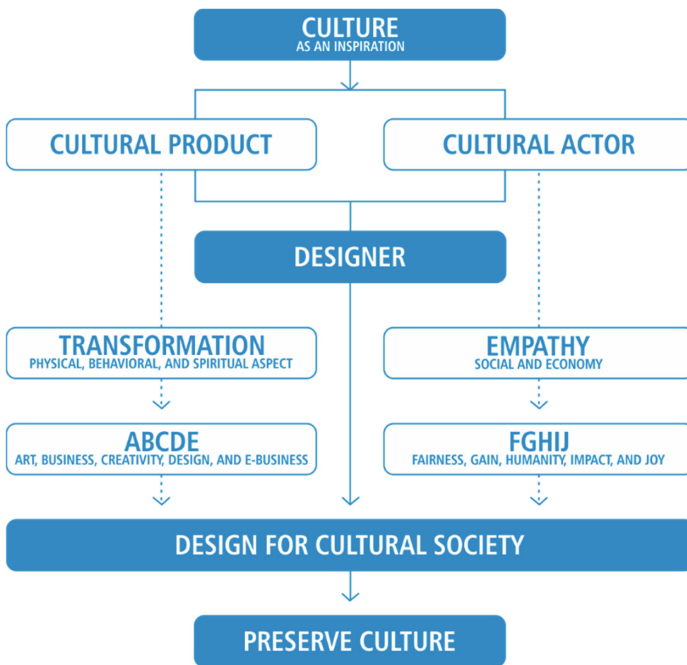 CULTURE
AS AN INSPIRATION
CULTURAL PRODUCT
CULTURAL ACTOR
DESIGNER
TRANSFORMATION
PHYSICAL, BEHAVIORAL, AND SPIRITUAL ASPECT
EMPATHY
SOCIAL AND ECONOMY
ABCDE
ART, BUSINESS, CREATIVITY, DESIGN, AND E-BUSINESS
FGHIJ
FAIRNESS, GAIN, HUMANITY, IMPACT, AND JOY
DESIGN FOR CULTURAL SOCIETY
PRESERVE CULTURE